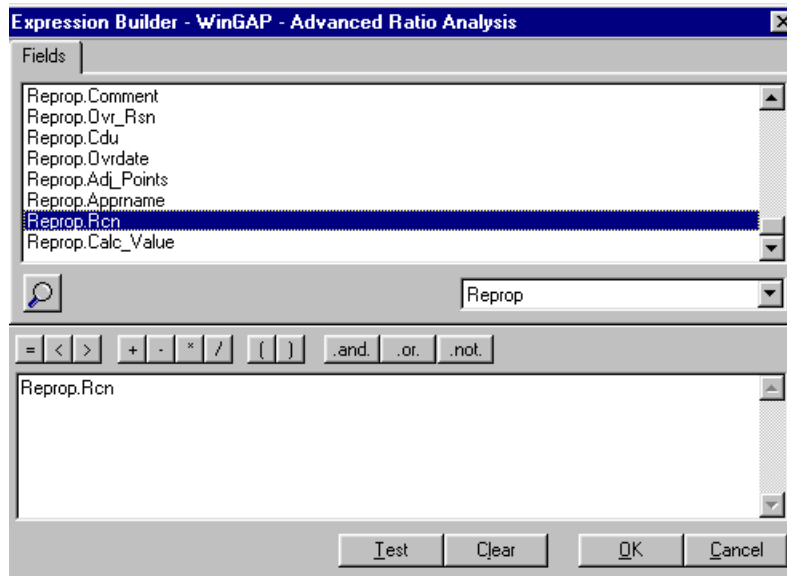 Expression Builder - WinGAP - Advanced Ratio Analysis
Fields
Reprop.Comment
Reprop.Ovr_Rsn
Reprop.Cdu
Reprop.Ovrdate
Reprop.Adj_Points
Reprop.Apprname
Reprop.Rcn
Reprop.Calc_Value
Reprop
= < > + - * / ( ) .and. .or. .not.
Reprop.Rcn
Test Clear OK Cancel